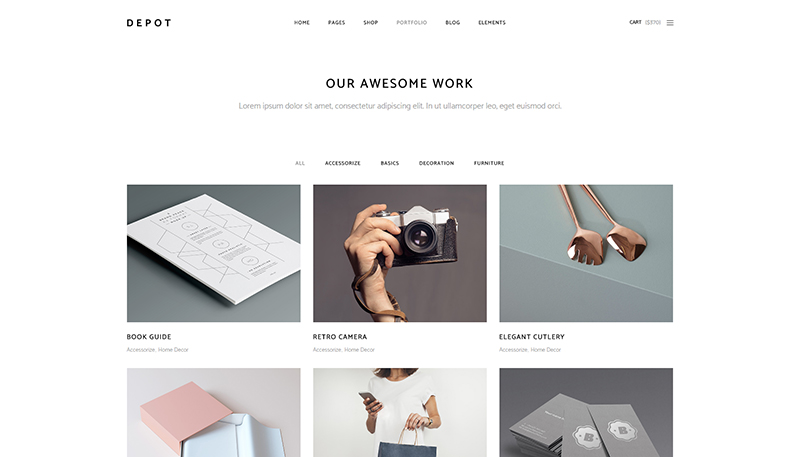 DEPOT
HOME PAGES SHOP PORTFOLIO BLOG ELEMENTS
CART ($370)
OUR AWESOME WORK
Lorem ipsum dolor sit amet, consectetur adipiscing elit. In ut ullamcorper leo, eget euismod orci.
ALL ACCESSORIZE BASICS DECORATION FURNITURE
BOOK GUIDE
Accessorize, Home Decor
RETRO CAMERA
Accessorize, Home Decor
ELEGANT CUTLERY
Accessorize, Home Decor
B
B